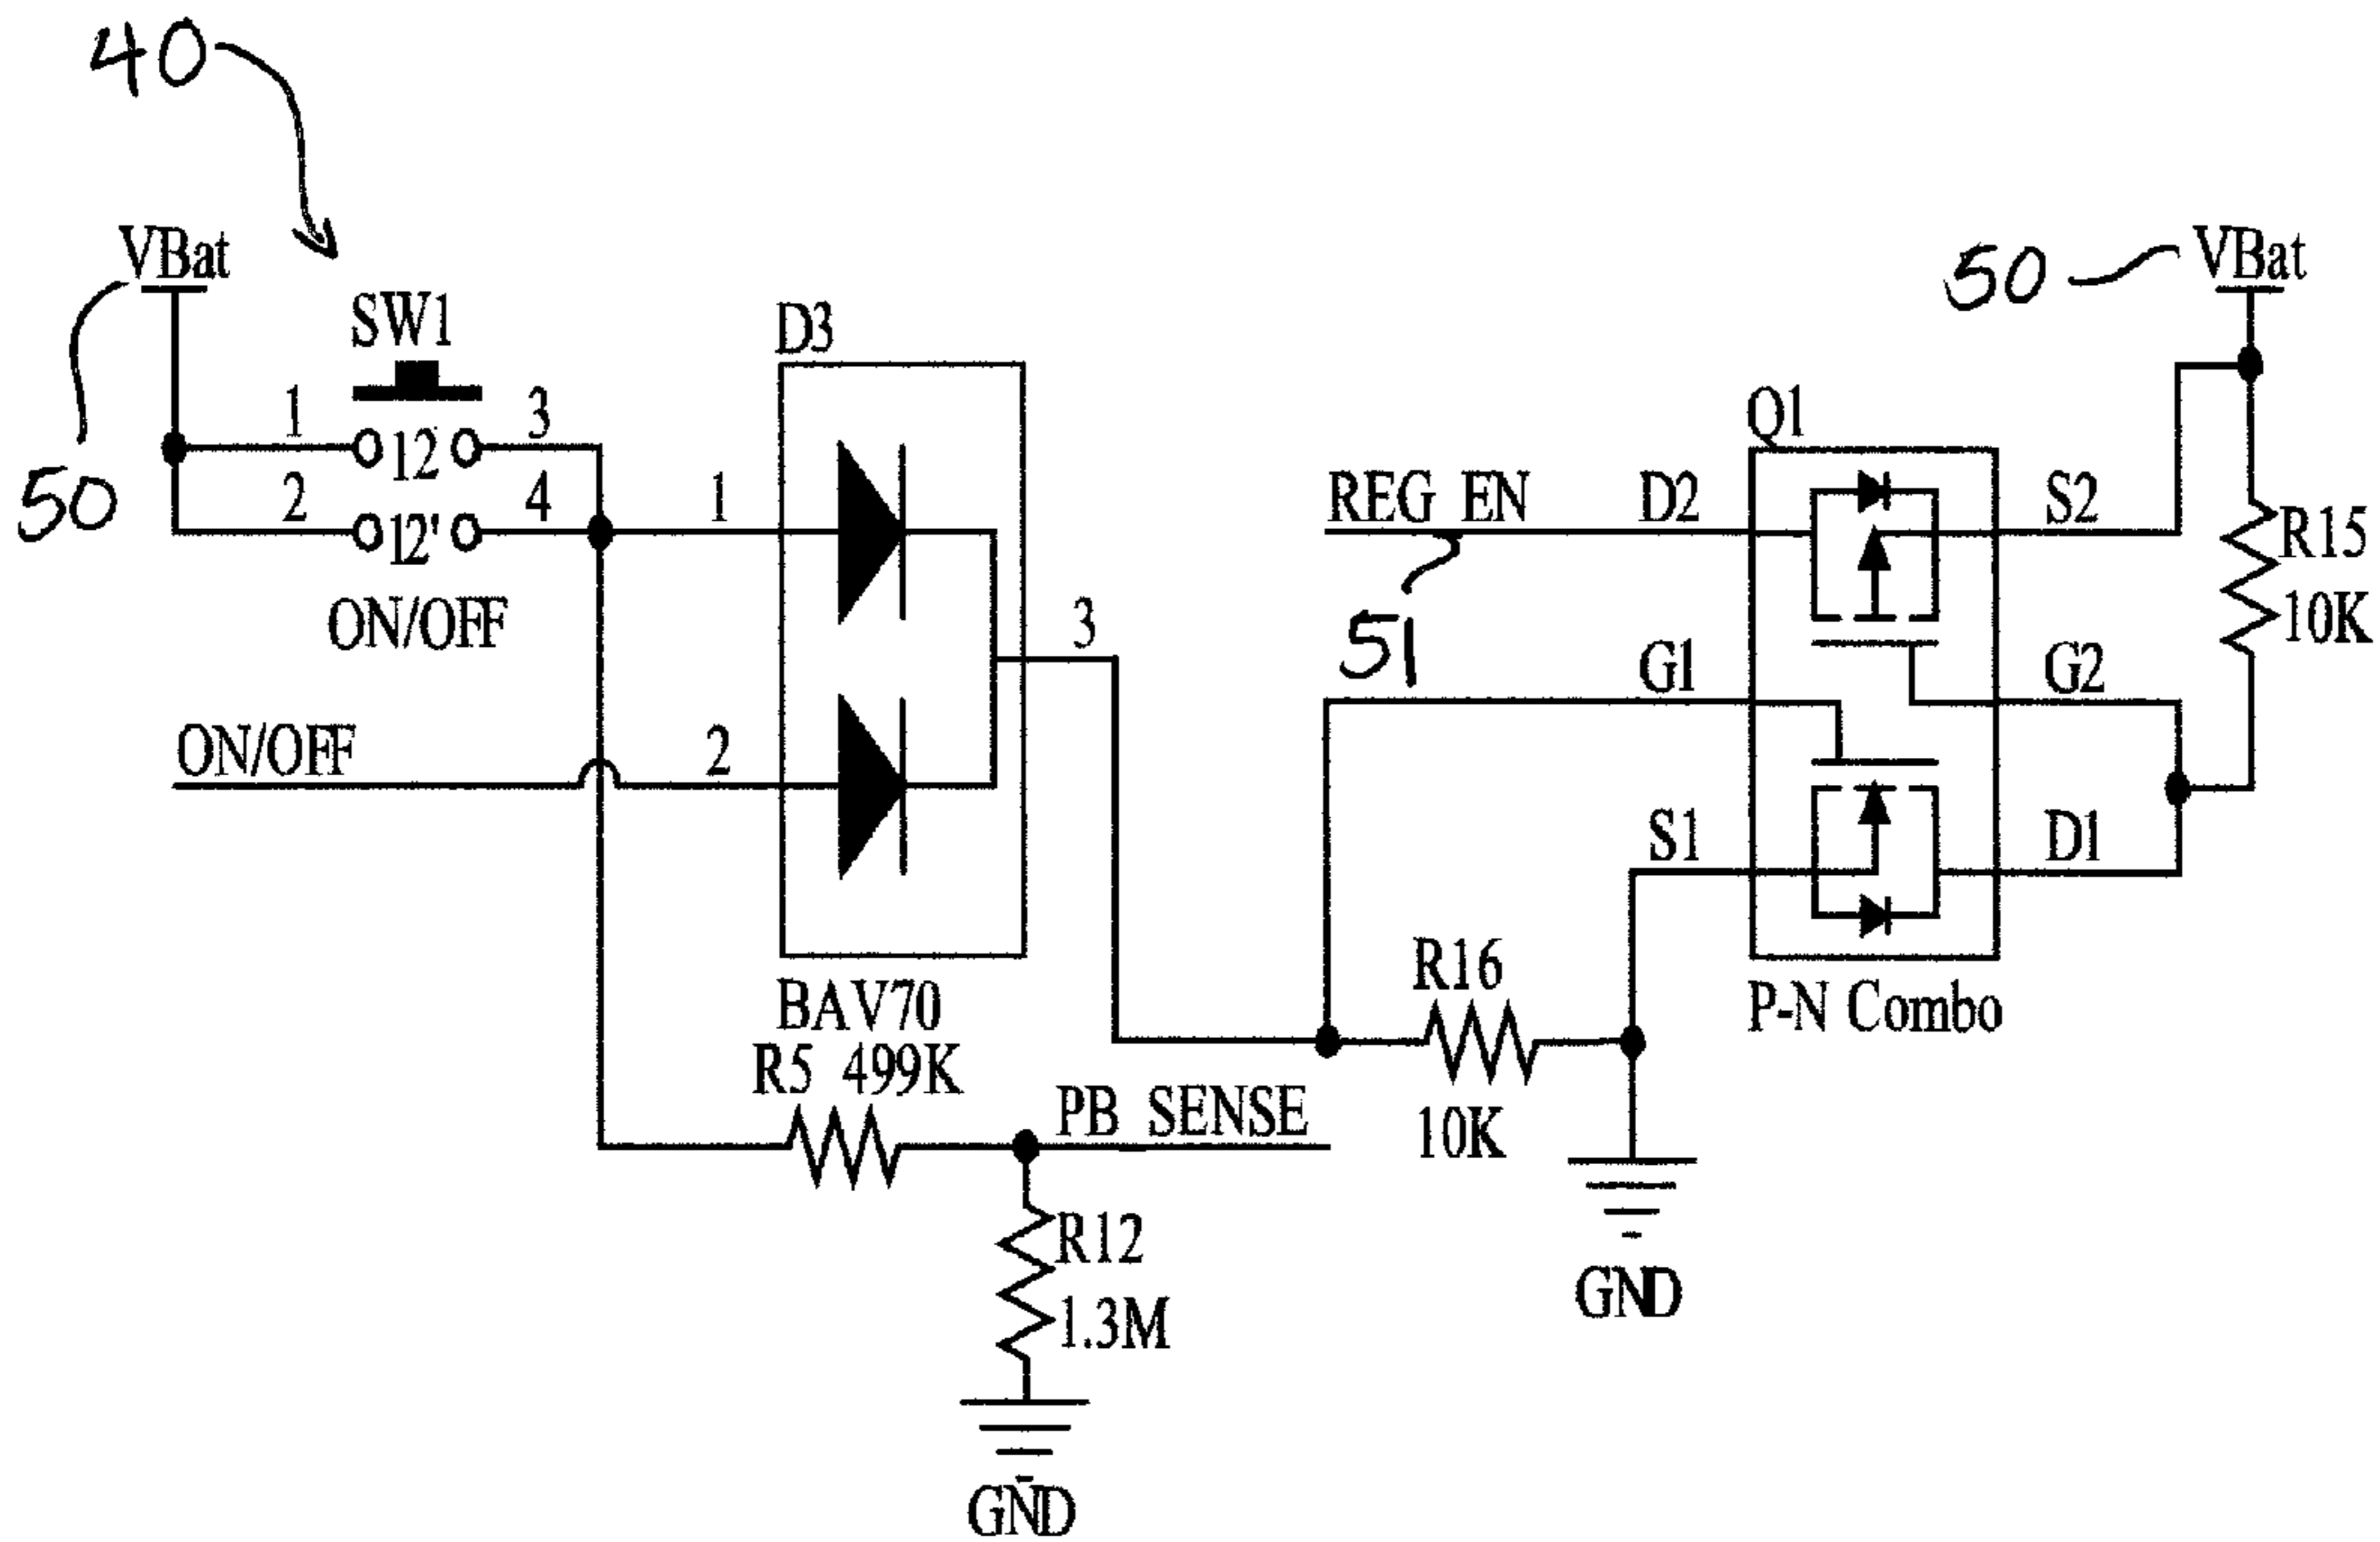 40
VBat
50
SW1
1
12
3
2
12'
4
ON/OFF
ON/OFF
D3
1
2
3
BAV70
R5 499K
PB SENSE
R12
1.3M
GND
REG EN
51
Q1
D2
S2
G1
G2
S1
D1
P-N Combo
R16
10K
GND
50
VBat
R15
10K